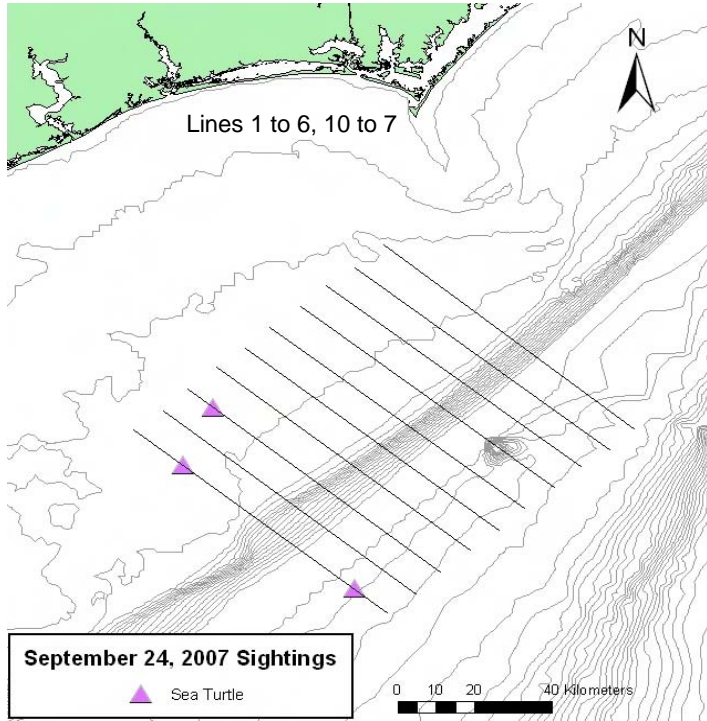 N
Lines 1 to 6, 10 to 7
September 24, 2007 Sightings
Sea Turtle
0 10 20 40 Kilometers